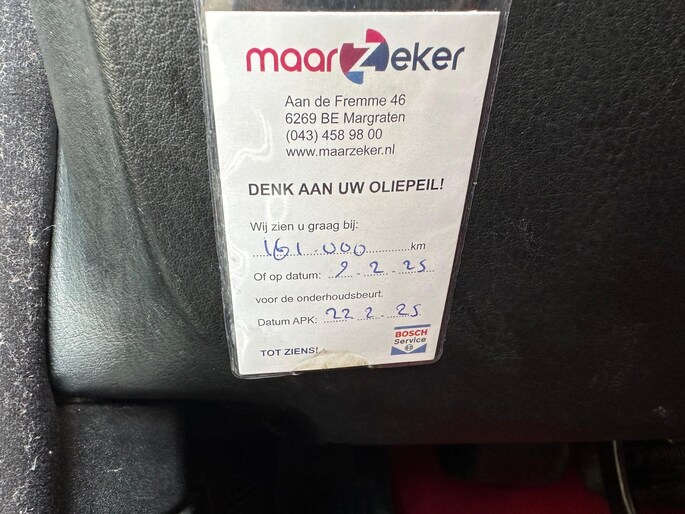 maarzeker
Aan de Fremme 46
6269 BE Margraten
(043) 458 98 00
www.maarzeker.nl
DENK AAN UW OLIEPEIL!
Wij zien u graag bij:
161.000 km
Of op datum: 9-2-25
voor de onderhoudsbeurt.
Datum APK: 22 2-25
BOSCH
Service
TOT ZIENS!